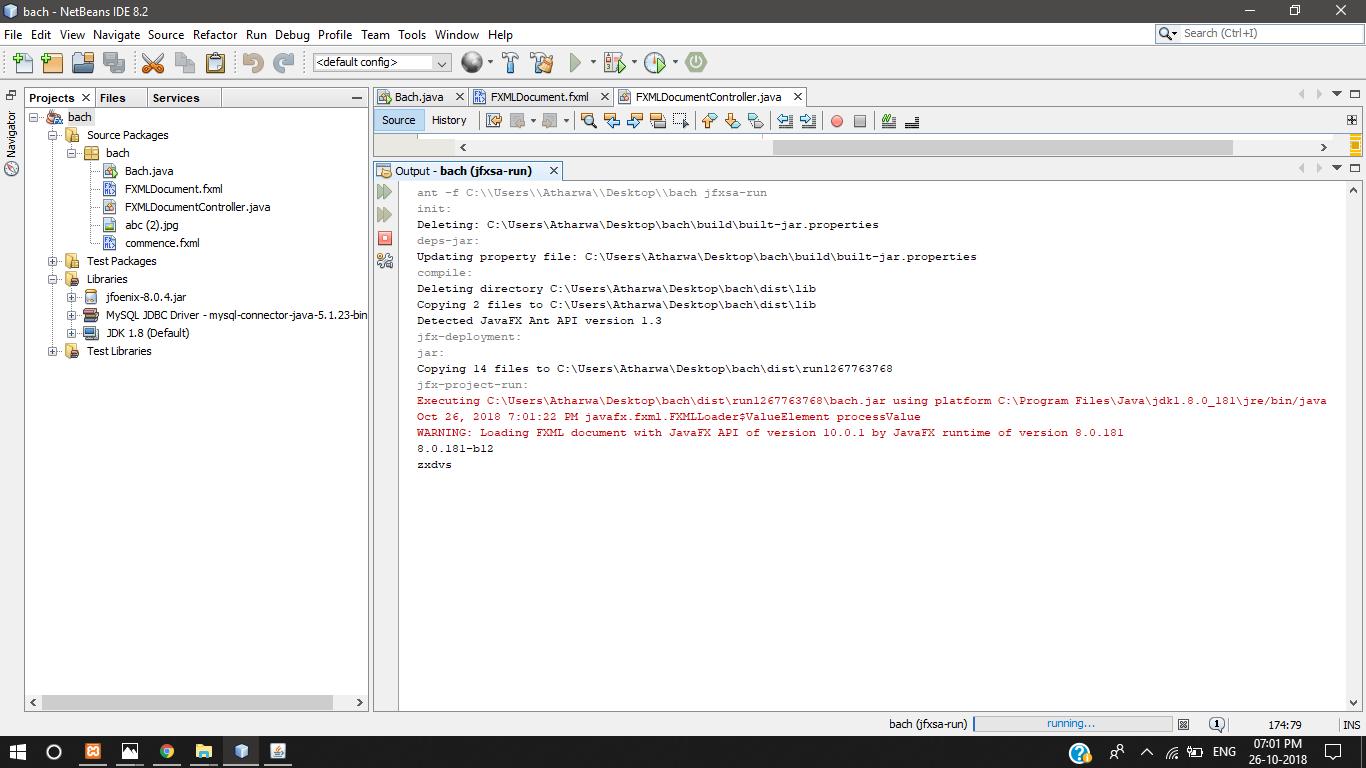 bach - NetBeans IDE 8.2
File Edit View Navigate Source Refactor Run Debug Profile Team Tools Window Help
Search (Ctrl+I)
<default config>
Projects Files Services
Navigator
bach
Source Packages
bach
Bach.java
FXMLDocument.fxml
FXMLDocumentController.java
abc (2).jpg
commence.fxml
Test Packages
Libraries
jfoenix-8.0.4.jar
MySQL JDBC Driver - mysql-connector-java-5.1.23-bin
JDK 1.8 (Default)
Test Libraries
Bach.java FXMLDocument.fxml FXMLDocumentController.java
Source History
Output - bach (jfxsa-run)
ant -f C:\\Users\\Atharwa\\Desktop\\bach jfxsa-run
init:
Deleting: C:\Users\Atharwa\Desktop\bach\build\built-jar.properties
deps-jar:
Updating property file: C:\Users\Atharwa\Desktop\bach\build\built-jar.properties
compile:
Deleting directory C:\Users\Atharwa\Desktop\bach\dist\lib
Copying 2 files to C:\Users\Atharwa\Desktop\bach\dist\lib
Detected JavaFX Ant API version 1.3
jfx-deployment:
jar:
Copying 14 files to C:\Users\Atharwa\Desktop\bach\dist\run1267763768
jfx-project-run:
Executing C:\Users\Atharwa\Desktop\bach\dist\run1267763768\bach.jar using platform C:\Program Files\Java\jdk1.8.0_181\jre/bin/java
Oct 26, 2018 7:01:22 PM javafx.fxml.FXMLLoader$ValueElement processValue
WARNING: Loading FXML document with JavaFX API of version 10.0.1 by JavaFX runtime of version 8.0.181
8.0.181-b12
zxdvs
bach (jfxsa-run) running... 1 174:79 INS
ENG 07:01 PM
26-10-2018